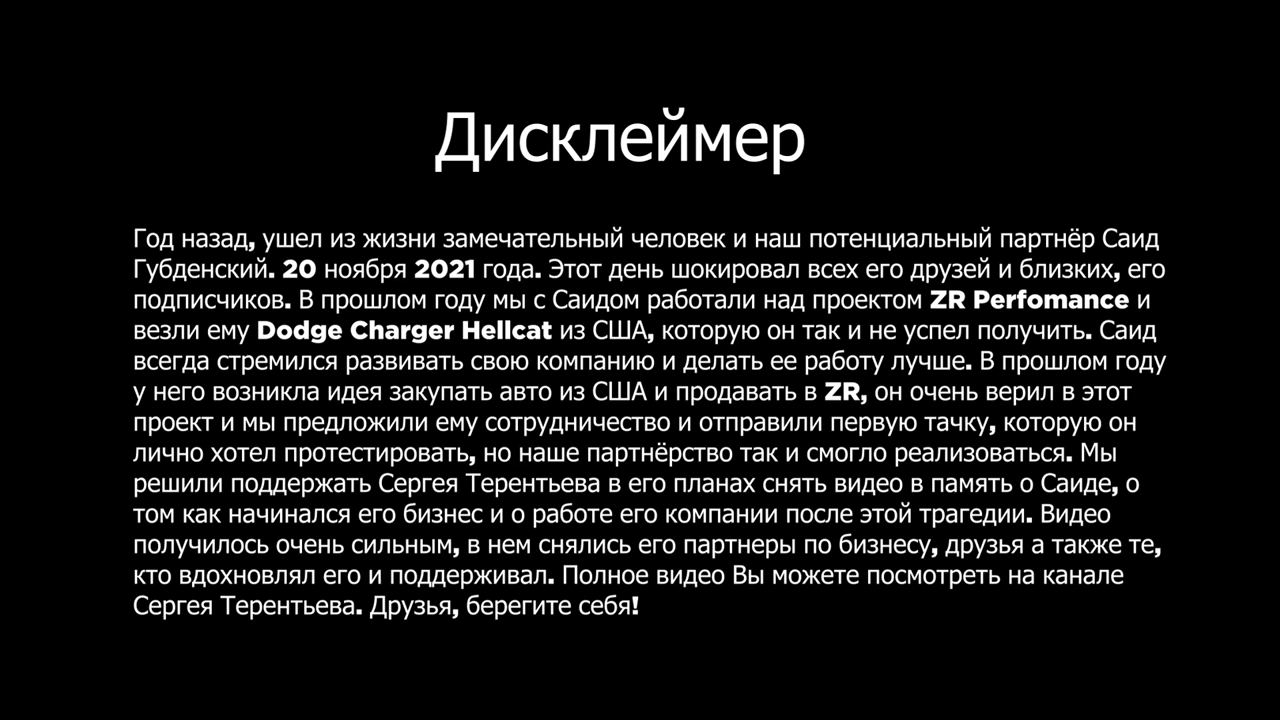 Дисклеймер
Год назад, ушел из жизни замечательный человек и наш потенциальный партнёр Саид
Губденский. 20 ноября 2021 года. Этот день шокировал всех его друзей и близких, его
подписчиков. В прошлом году мы с Саидом работали над проектом ZR Perfomance и
везли ему Dodge Charger Hellcat из США, которую он так и не успел получить. Саид
всегда стремился развивать свою компанию и делать ее работу лучше. В прошлом году
у него возникла идея закупать авто из США и продавать в ZR, он очень верил в этот
проект и мы предложили ему сотрудничество и отправили первую тачку, которую он
лично хотел протестировать, но наше партнёрство так и смогло реализоваться. Мы
решили поддержать Сергея Терентьева в его планах снять видео в память о Саиде, о
том как начинался его бизнес и о работе его компании после этой трагедии. Видео
получилось очень сильным, в нем снялись его партнеры по бизнесу, друзья а также те,
кто вдохновлял его и поддерживал. Полное видео Вы можете посмотреть на канале
Сергея Терентьева. Друзья, берегите себя!